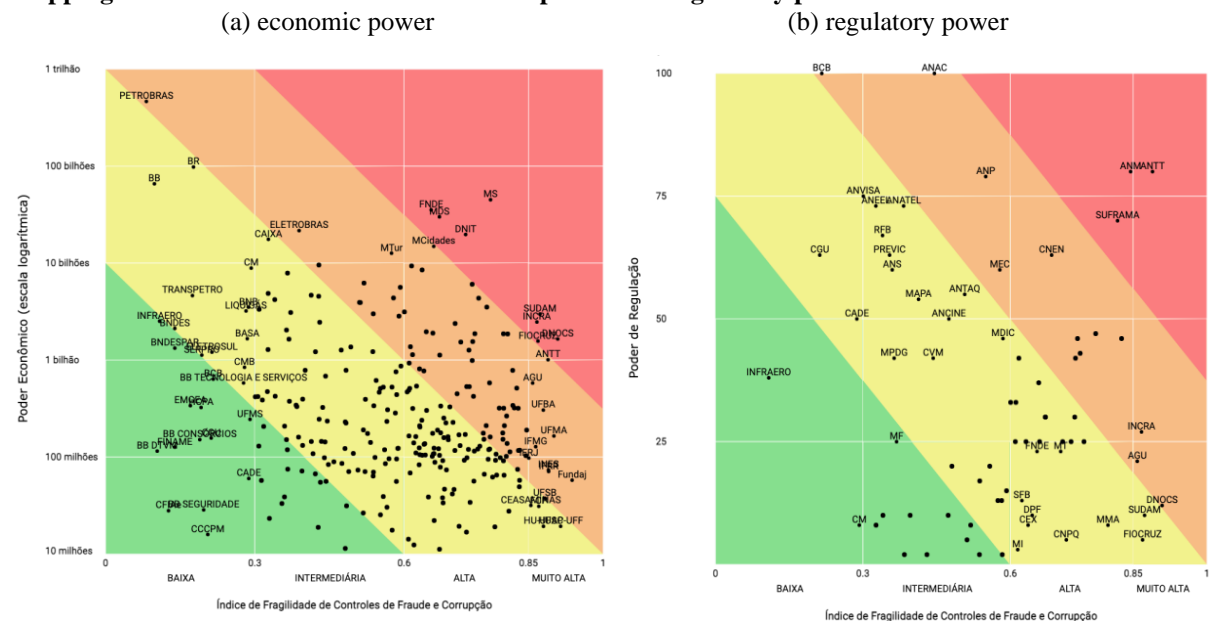 (a) economic power
(b) regulatory power
1 trilhão
PETROBRAS
100 bilhões
BR
BB
MS
FNDE
MDS
ELETROBRAS
DNIT
CAIXA
MCidades
MTur
10 bilhões
CM
TRANSPETRO
BNB
SUDAM
INFRAERO
INCRA
BNDES
FIOCRUZ
DNOCS
BASA
BNDESPAR
ELETROSUL
SERPRO
1 bilhão
ANTT
CMB
BCB
BB TECNOLOGIA E SERVIÇOS
AGU
UFBA
UFMS
BB CONSÓRCIOS
UFMA
FINAME
IFMG
BB DTVM
100 milhões
CADE
Fundaj
UFSB
CEASAMINAS
BB SEGURIDADE
CCCPM
10 milhões
0
0.3
0.6
0.85
1
BAIXA
INTERMEDIÁRIA
ALTA
MUITO ALTA
Índice de Fragilidade de Controles de Fraude e Corrupção
Poder Econômico (escala logarítmica)
100
BCB
ANAC
ANP
ANM
ANTT
75
ANVISA
ANEEL
ANATEL
SUFRAMA
RFB
CGU
PREVIC
CNEN
ANS
MEC
MAPA
ANTAQ
50
CADE
ANCINE
MDIC
MPDG
CVM
INFRAERO
25
MF
FNDE
MT
INCRA
AGU
SFB
DNOCS
CM
DPF
SUDAM
CEX
MMA
CNPQ
FIOCRUZ
MI
0
0.3
0.6
0.85
1
BAIXA
INTERMEDIÁRIA
ALTA
MUITO ALTA
Índice de Fragilidade de Controles de Fraude e Corrupção
Poder de Regulação